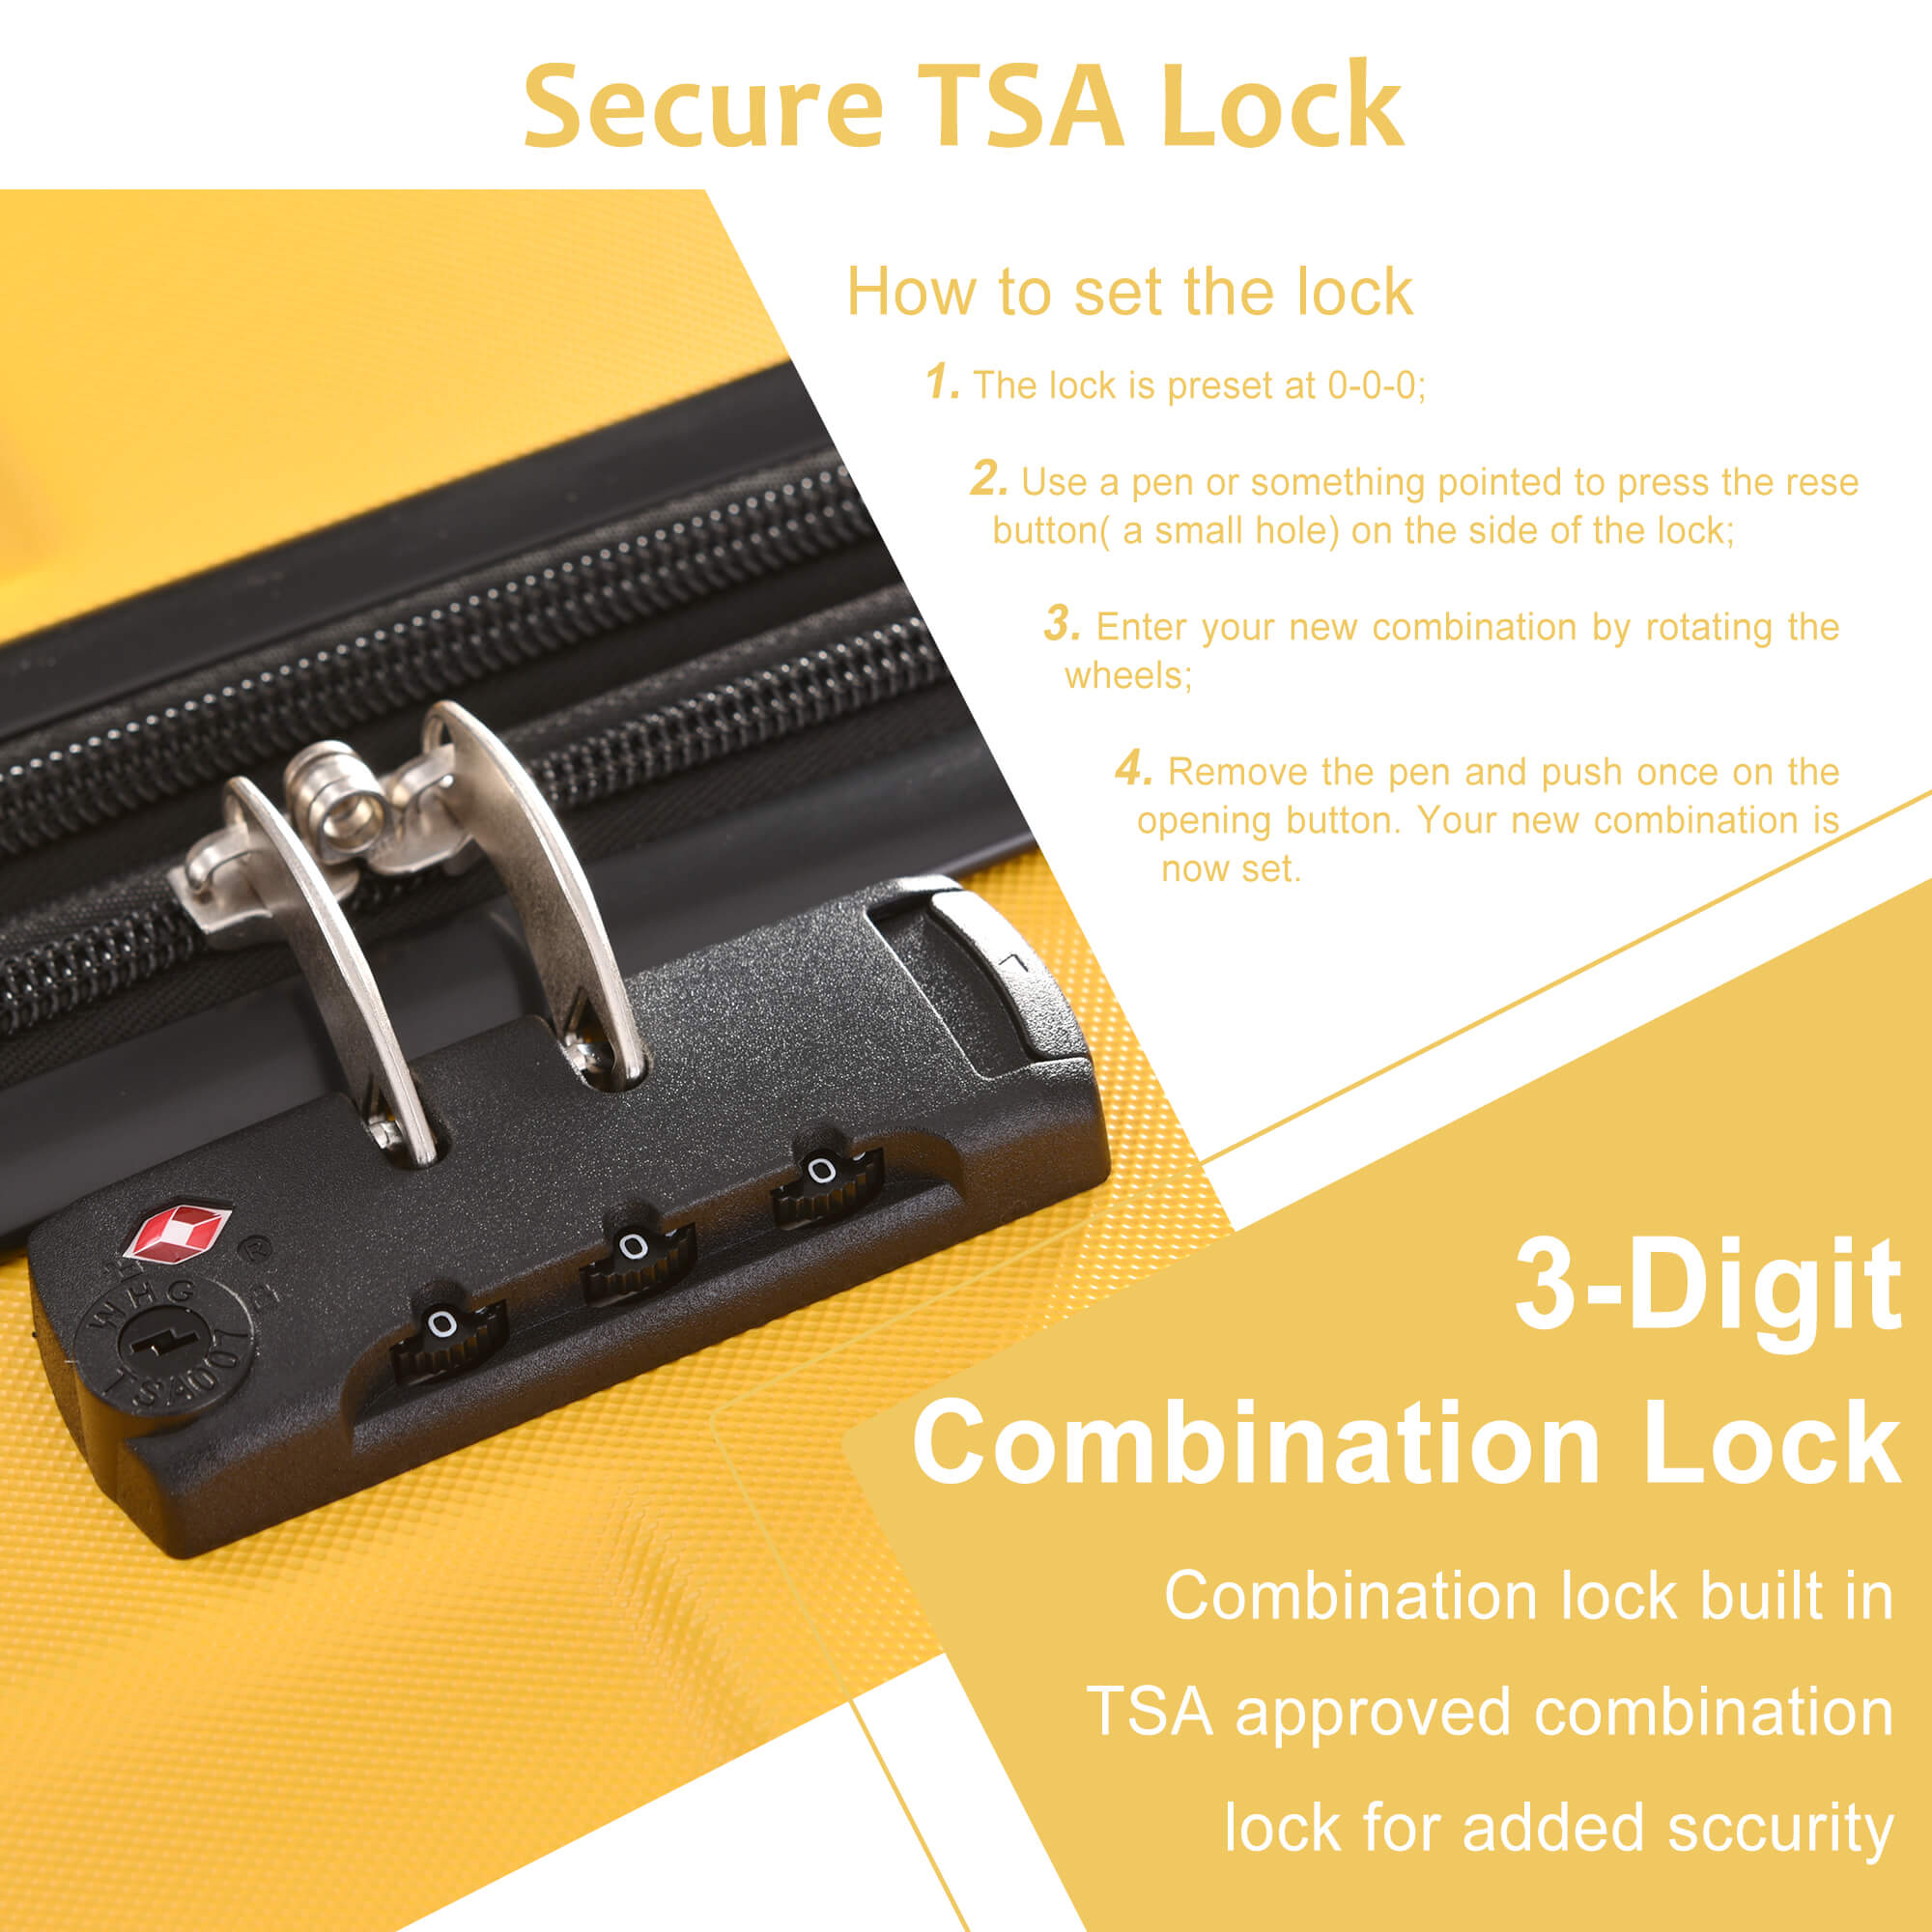 Secure TSA Lock
How to set the lock
1. The lock is preset at 0-0-0;
2. Use a pen or something pointed to press the rese
button( a small hole) on the side of the lock;
3. Enter your new combination by rotating the
wheels;
4. Remove the pen and push once on the
opening button. Your new combination is
now set.
0 0 0
WHG
TSA007
®
3-Digit
Combination Lock
Combination lock built in
TSA approved combination
lock for added sccurity